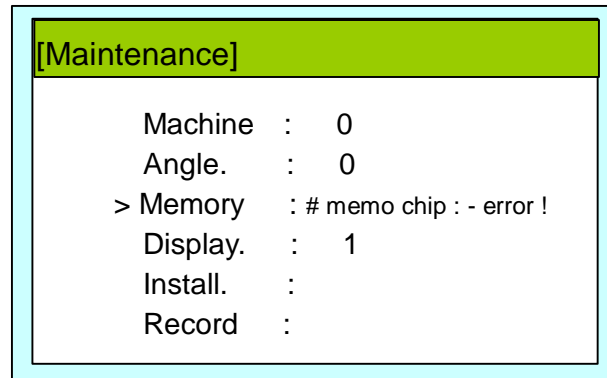 [Maintenance]
Machine : 0
Angle. : 0
> Memory : # memo chip : - error !
Display. : 1
Install. :
Record :